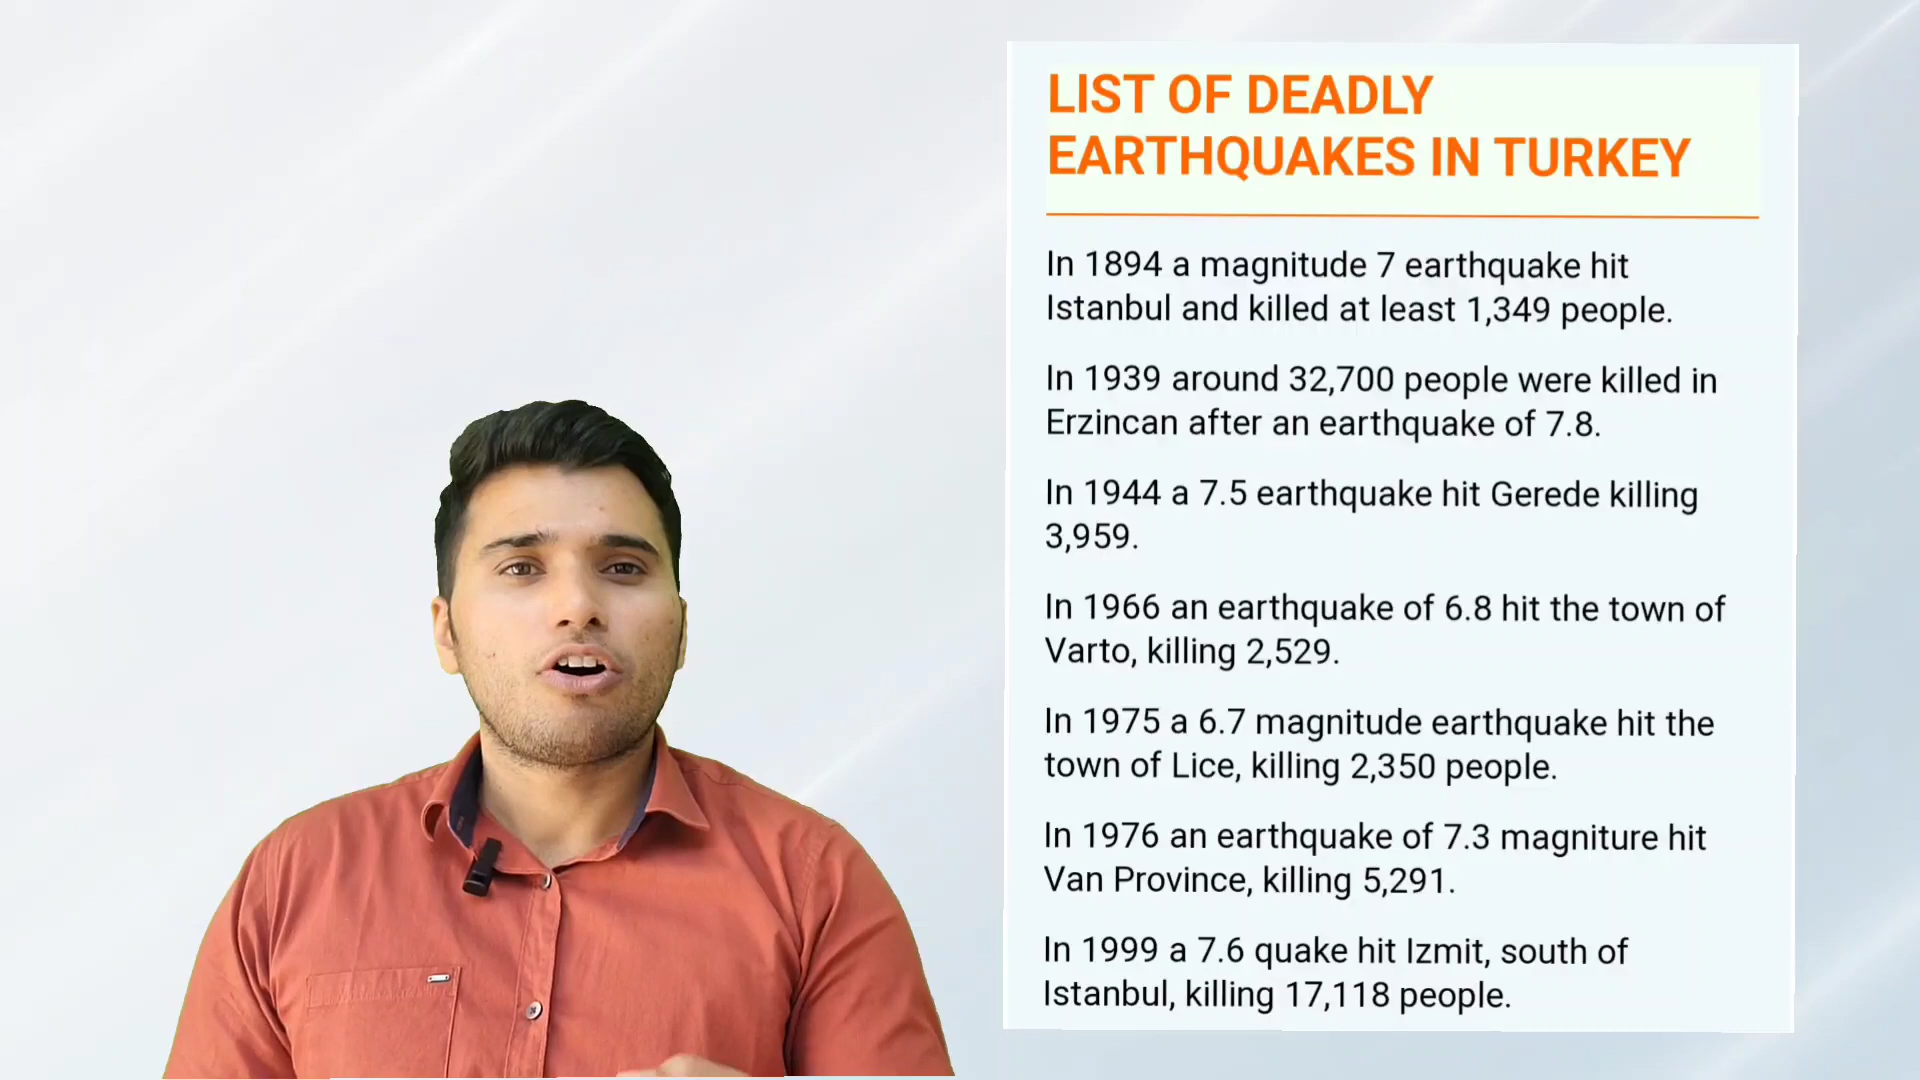 LIST OF DEADLY
EARTHQUAKES IN TURKEY
In 1894 a magnitude 7 earthquake hit
Istanbul and killed at least 1,349 people.
In 1939 around 32,700 people were killed in
Erzincan after an earthquake of 7.8.
In 1944 a 7.5 earthquake hit Gerede killing
3,959.
In 1966 an earthquake of 6.8 hit the town of
Varto, killing 2,529.
In 1975 a 6.7 magnitude earthquake hit the
town of Lice, killing 2,350 people.
In 1976 an earthquake of 7.3 magniture hit
Van Province, killing 5,291.
In 1999 a 7.6 quake hit Izmit, south of
Istanbul, killing 17,118 people.